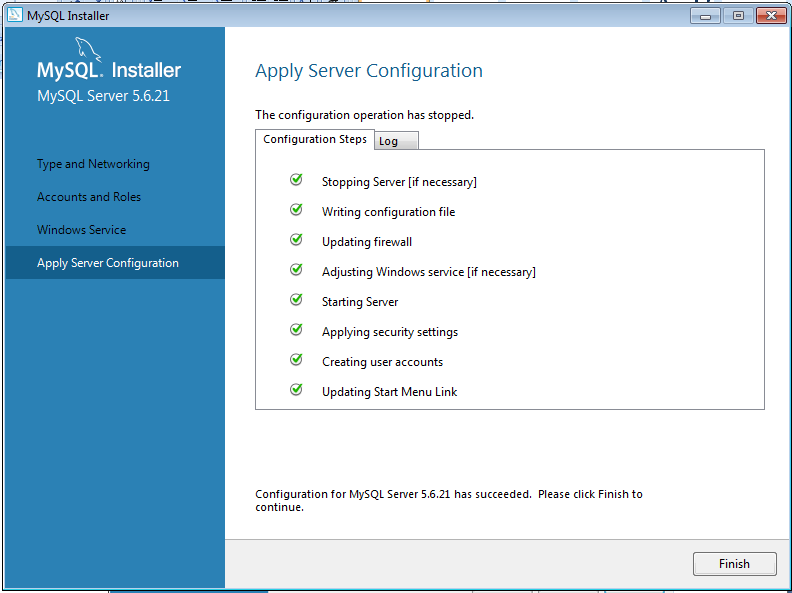 MySQL Installer
MySQL® Installer
MySQL Server 5.6.21
Type and Networking
Accounts and Roles
Windows Service
Apply Server Configuration
Apply Server Configuration
The configuration operation has stopped.
Configuration Steps
Log
Stopping Server [if necessary]
Writing configuration file
Updating firewall
Adjusting Windows service [if necessary]
Starting Server
Applying security settings
Creating user accounts
Updating Start Menu Link
Configuration for MySQL Server 5.6.21 has succeeded.  Please click Finish to
continue.
Finish